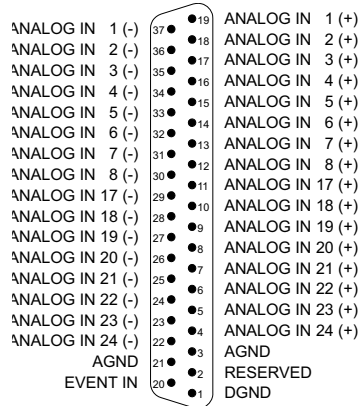 ANALOG IN 1 (-) 37
ANALOG IN 2 (-) 36
ANALOG IN 3 (-) 35
ANALOG IN 4 (-) 34
ANALOG IN 5 (-) 33
ANALOG IN 6 (-) 32
ANALOG IN 7 (-) 31
ANALOG IN 8 (-) 30
ANALOG IN 17 (-) 29
ANALOG IN 18 (-) 28
ANALOG IN 19 (-) 27
ANALOG IN 20 (-) 26
ANALOG IN 21 (-) 25
ANALOG IN 22 (-) 24
ANALOG IN 23 (-) 23
ANALOG IN 24 (-) 22
AGND 21
EVENT IN 20
19 ANALOG IN 1 (+)
18 ANALOG IN 2 (+)
17 ANALOG IN 3 (+)
16 ANALOG IN 4 (+)
15 ANALOG IN 5 (+)
14 ANALOG IN 6 (+)
13 ANALOG IN 7 (+)
12 ANALOG IN 8 (+)
11 ANALOG IN 17 (+)
10 ANALOG IN 18 (+)
9 ANALOG IN 19 (+)
8 ANALOG IN 20 (+)
7 ANALOG IN 21 (+)
6 ANALOG IN 22 (+)
5 ANALOG IN 23 (+)
4 ANALOG IN 24 (+)
3 AGND
2 RESERVED
1 DGND